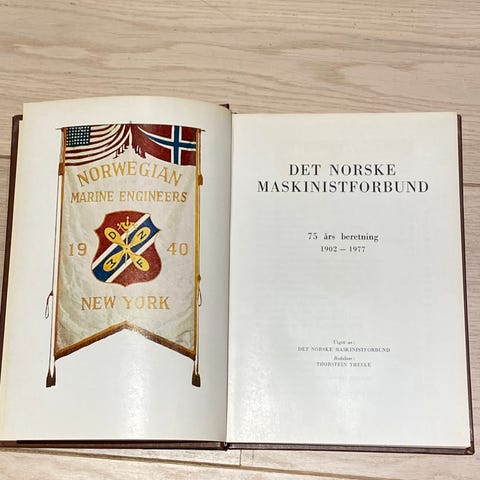 NORWEGIAN
MARINE ENGINEERS
19 40
D N
M F
NEW YORK
DET NORSKE
MASKINISTFORBUND
75 års beretning
1902 – 1977
Utgitt av:
DET NORSKE MASKINISTFORBUND
Redaktør:
THORSTEIN THELLE